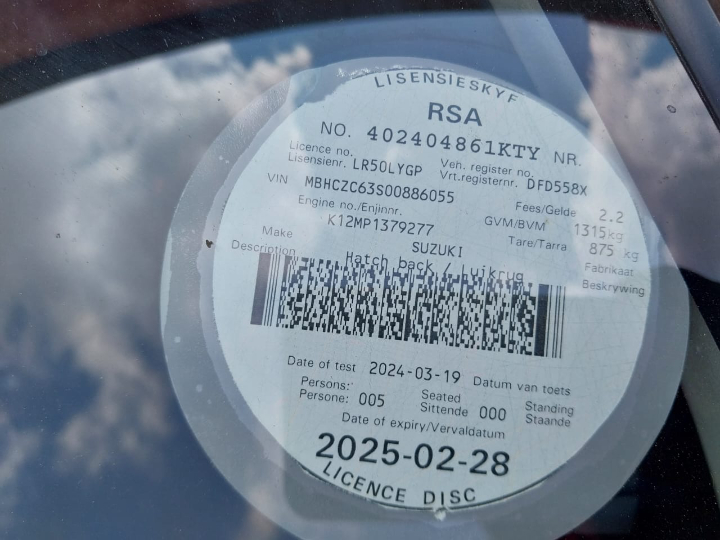 LISENSIESKYF
RSA
NO. 402404861KTY NR.
Licence no. Veh. register no.
Lisensienr. LR50LYGP Vrt.registernr. DFD558X
VIN MBHCZC63S00886055 Fees/Gelde 2.2
Engine no./Enjinnr. GVM/BVM 1315kg
K12MP1379277 Tare/Tarra 875 kg
Make SUZUKI Fabrikaat
Description Hatch back / Luikrug Beskrywing
Date of test 2024-03-19 Datum van toets
Persons: Seated Standing
Persone: 005 Sittende 000 Staande
Date of expiry/Vervaldatum
2025-02-28
LICENCE DISC